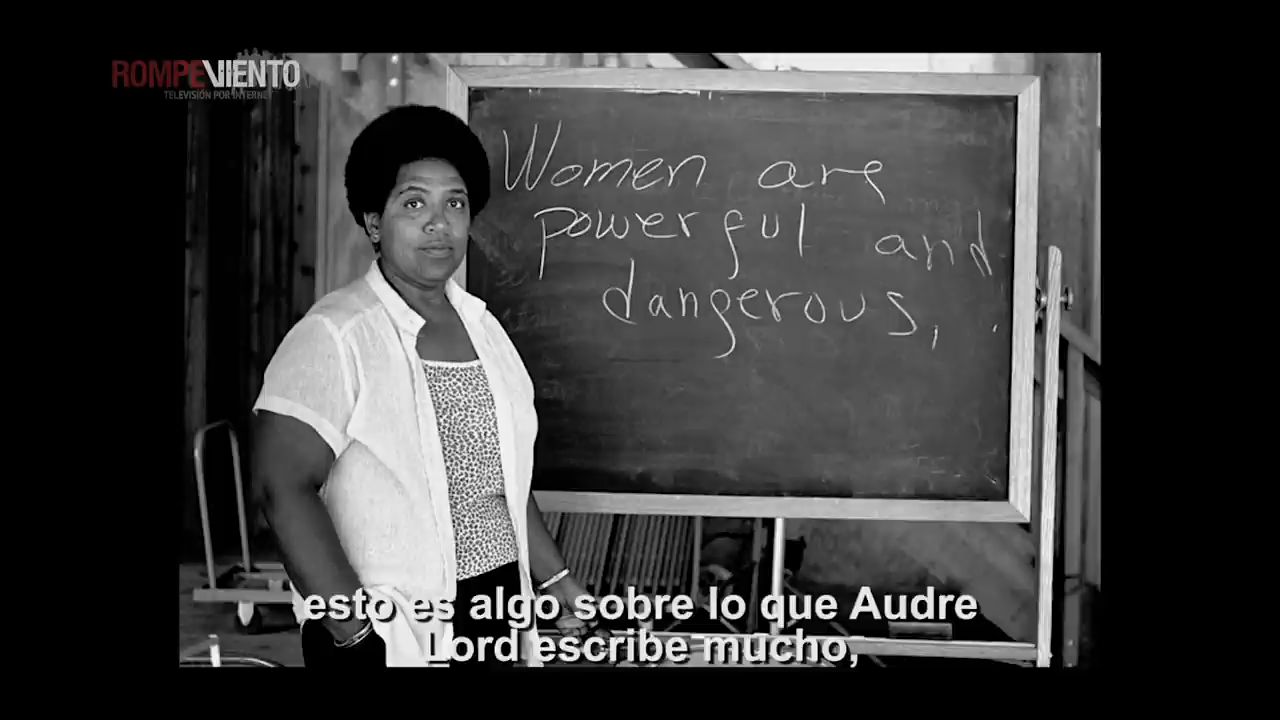 ROMPEVIENTO
TELEVISIÓN POR INTERNET
Women are
powerful and
dangerous,
esto es algo sobre lo que Audre
Lord escribe mucho,